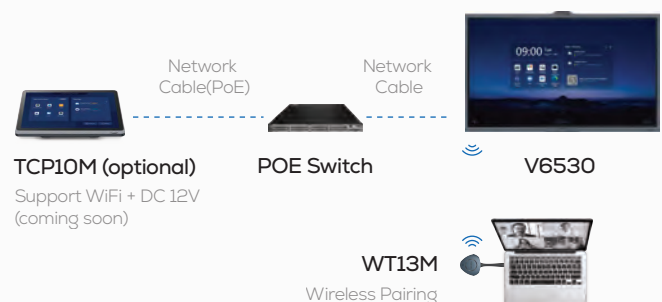 Network
Cable(PoE)
Network
Cable
09:00
TCP10M (optional)
Support WiFi + DC 12V
(coming soon)
POE Switch
V6530
WT13M
Wireless Pairing